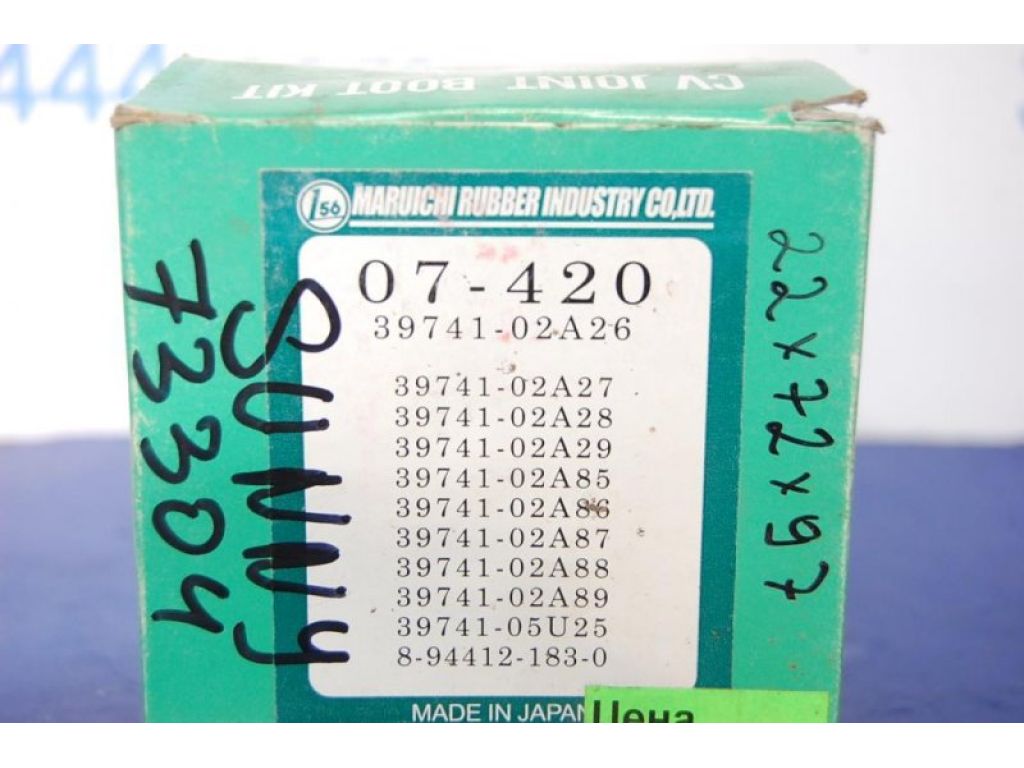 CV JOINT BOOT KIT
156 MARUICHI RUBBER INDUSTRY CO,LTD.
07-420
39741-02A26
39741-02A27
39741-02A28
39741-02A29
39741-02A85
39741-02A86
39741-02A87
39741-02A88
39741-02A89
39741-05U25
8-94412-183-0
MADE IN JAPAN
Цена
SUNNY
73304
22x72x97